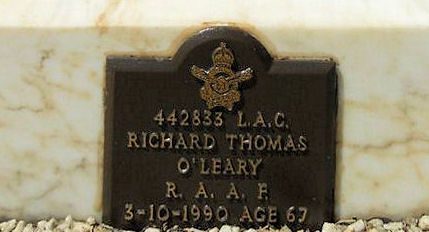 442833 L.A.C.
RICHARD THOMAS
O'LEARY
R. A. A. F.
3-10-1990 AGE 67